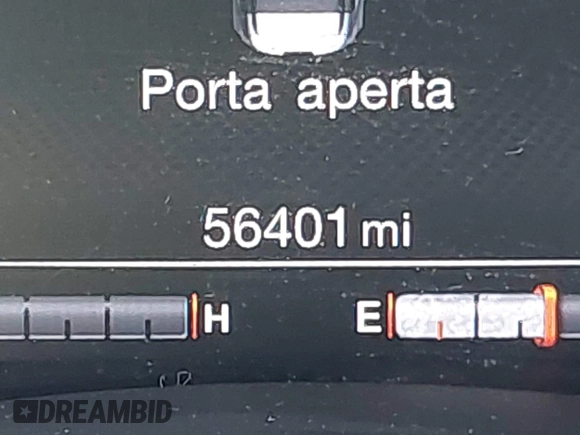 Porta aperta
56401 mi
H E
DREAMBID